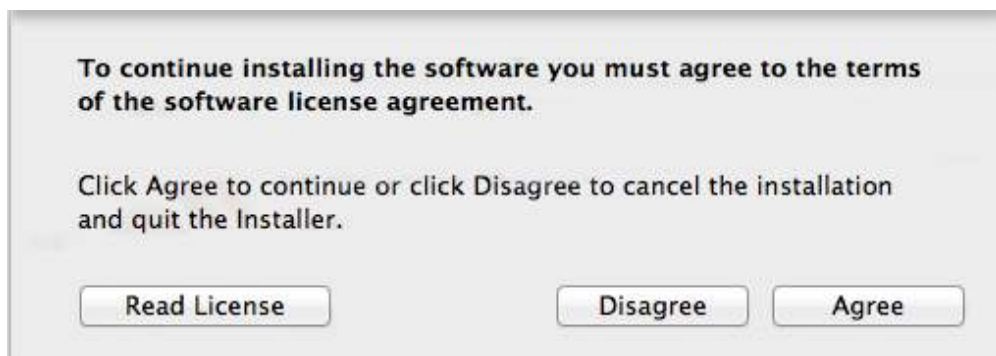 To continue installing the software you must agree to the terms
of the software license agreement.
Click Agree to continue or click Disagree to cancel the installation
and quit the Installer.
Read License
Disagree
Agree